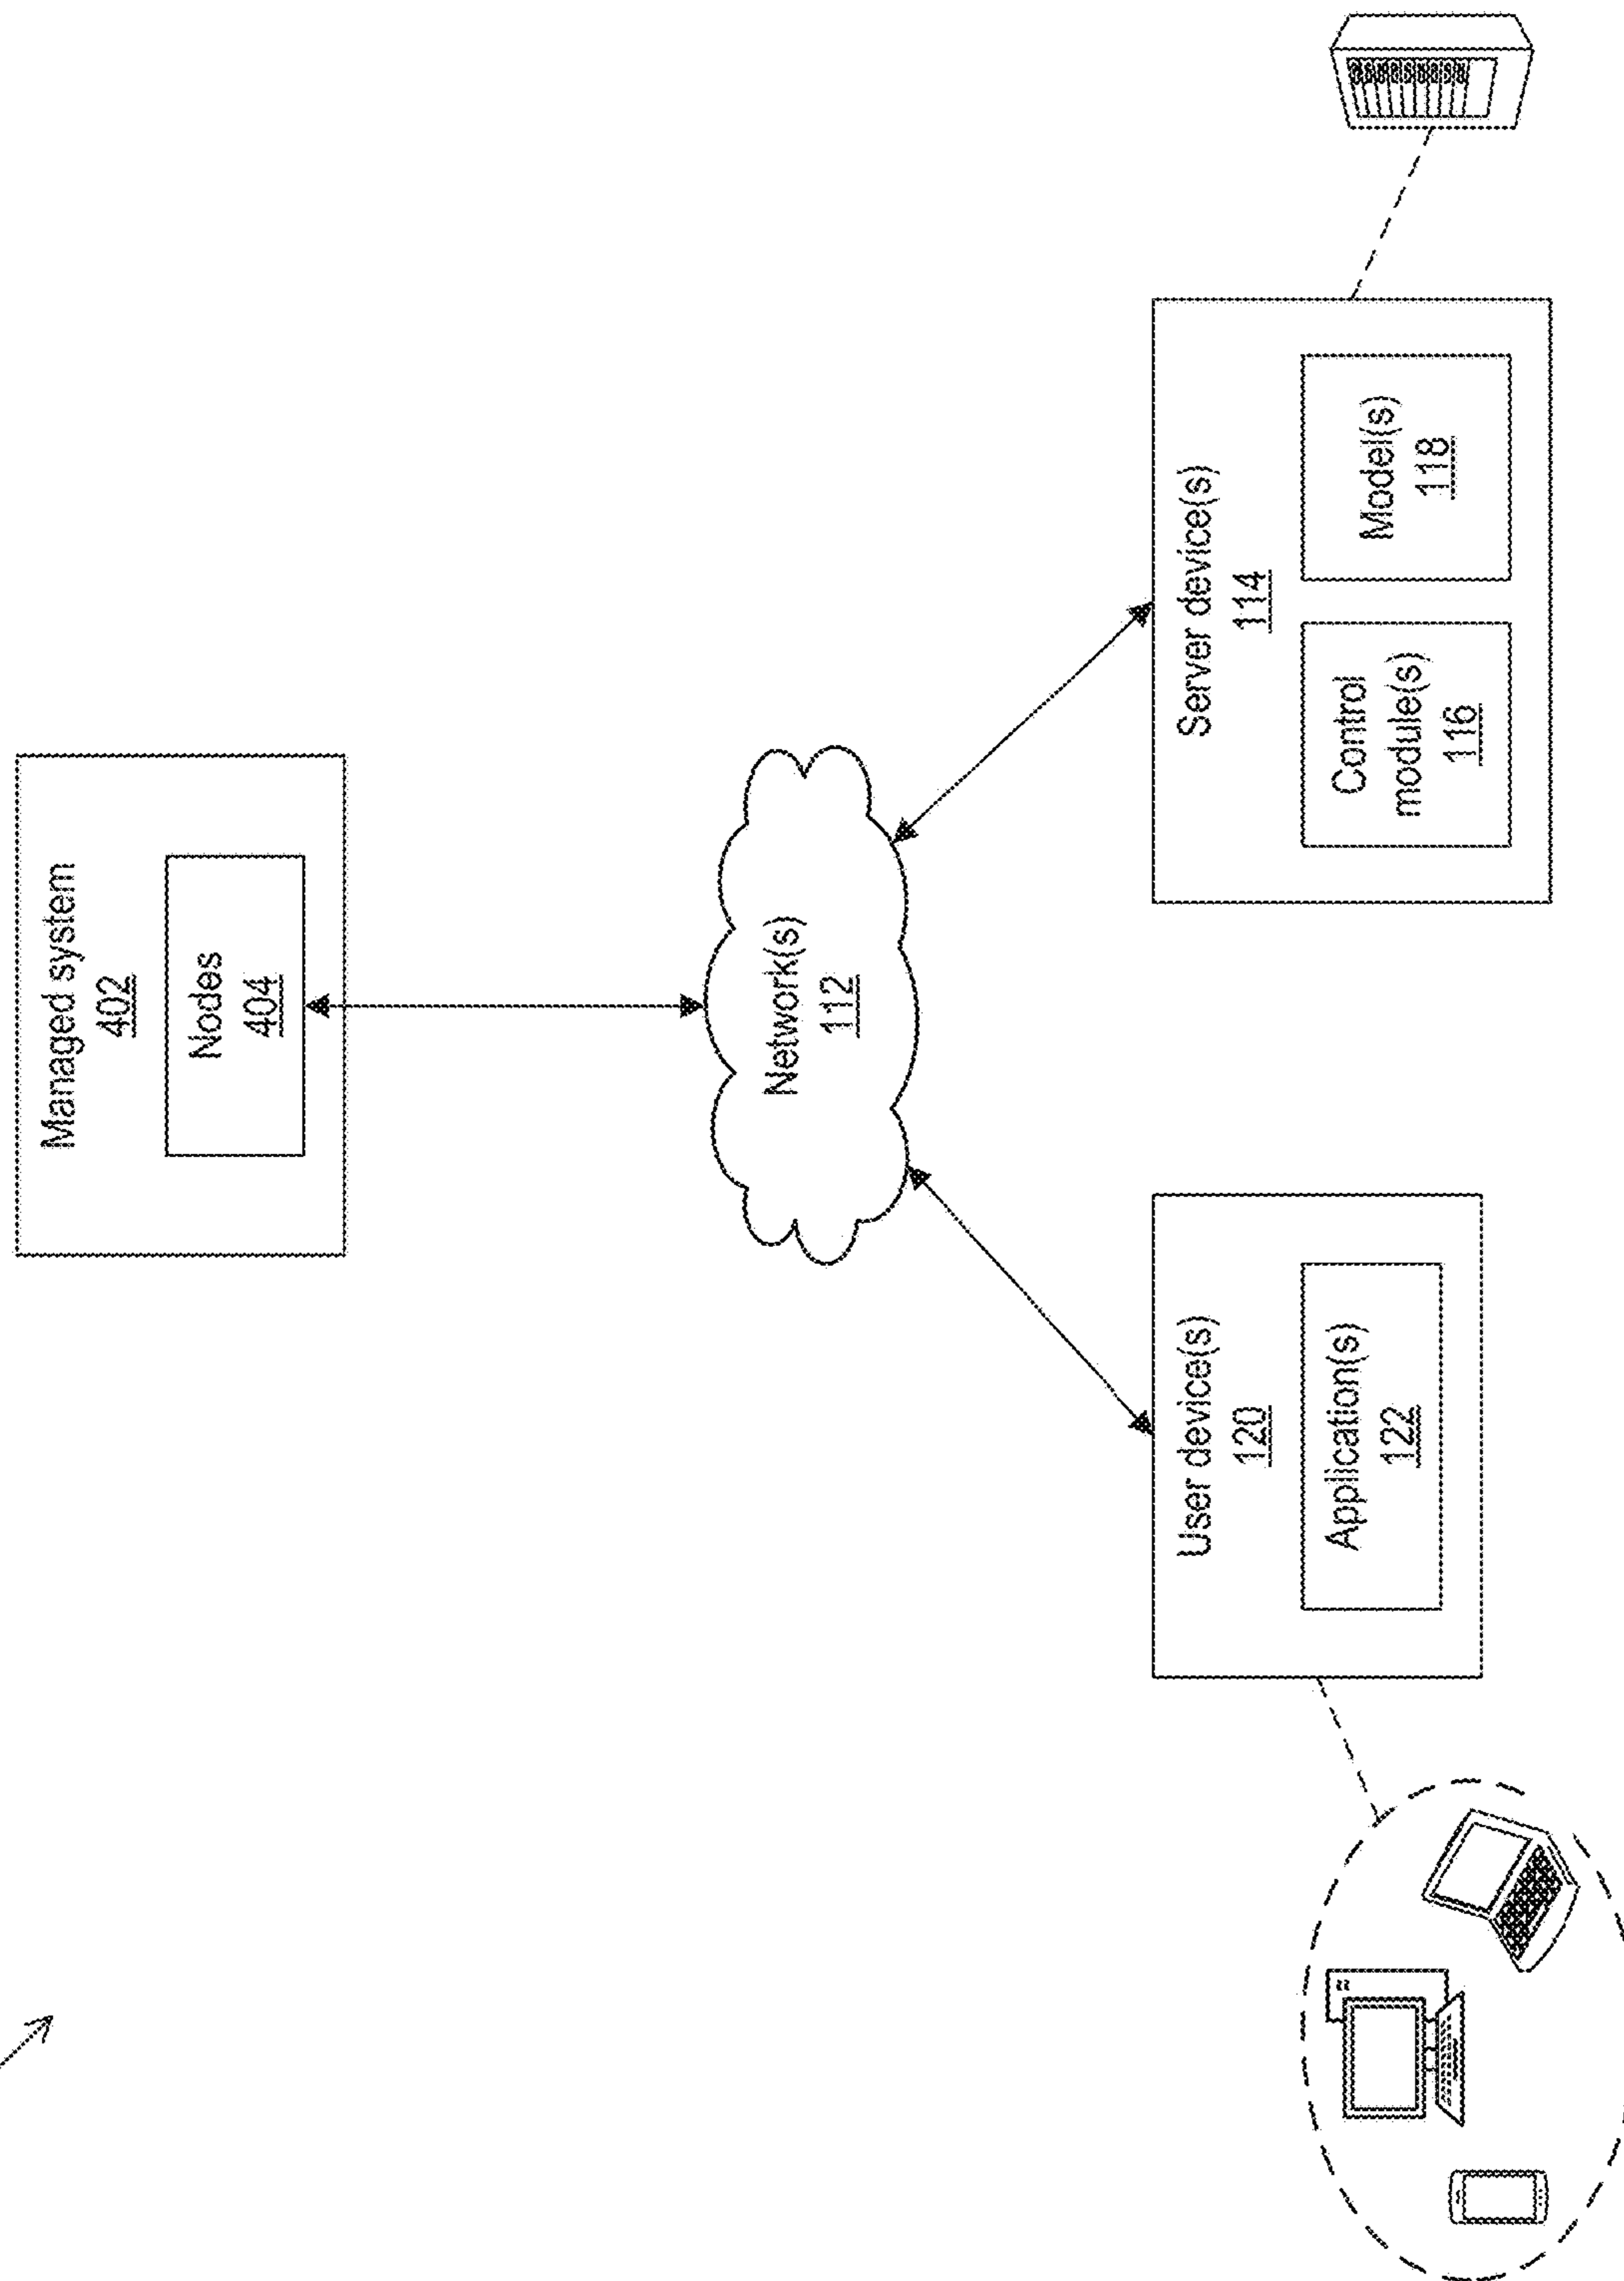 Managed system
402
Nodes
404
Network(s)
112
User device(s)
120
Application(s)
122
Server device(s)
114
Control
module(s)
116
Model(s)
118